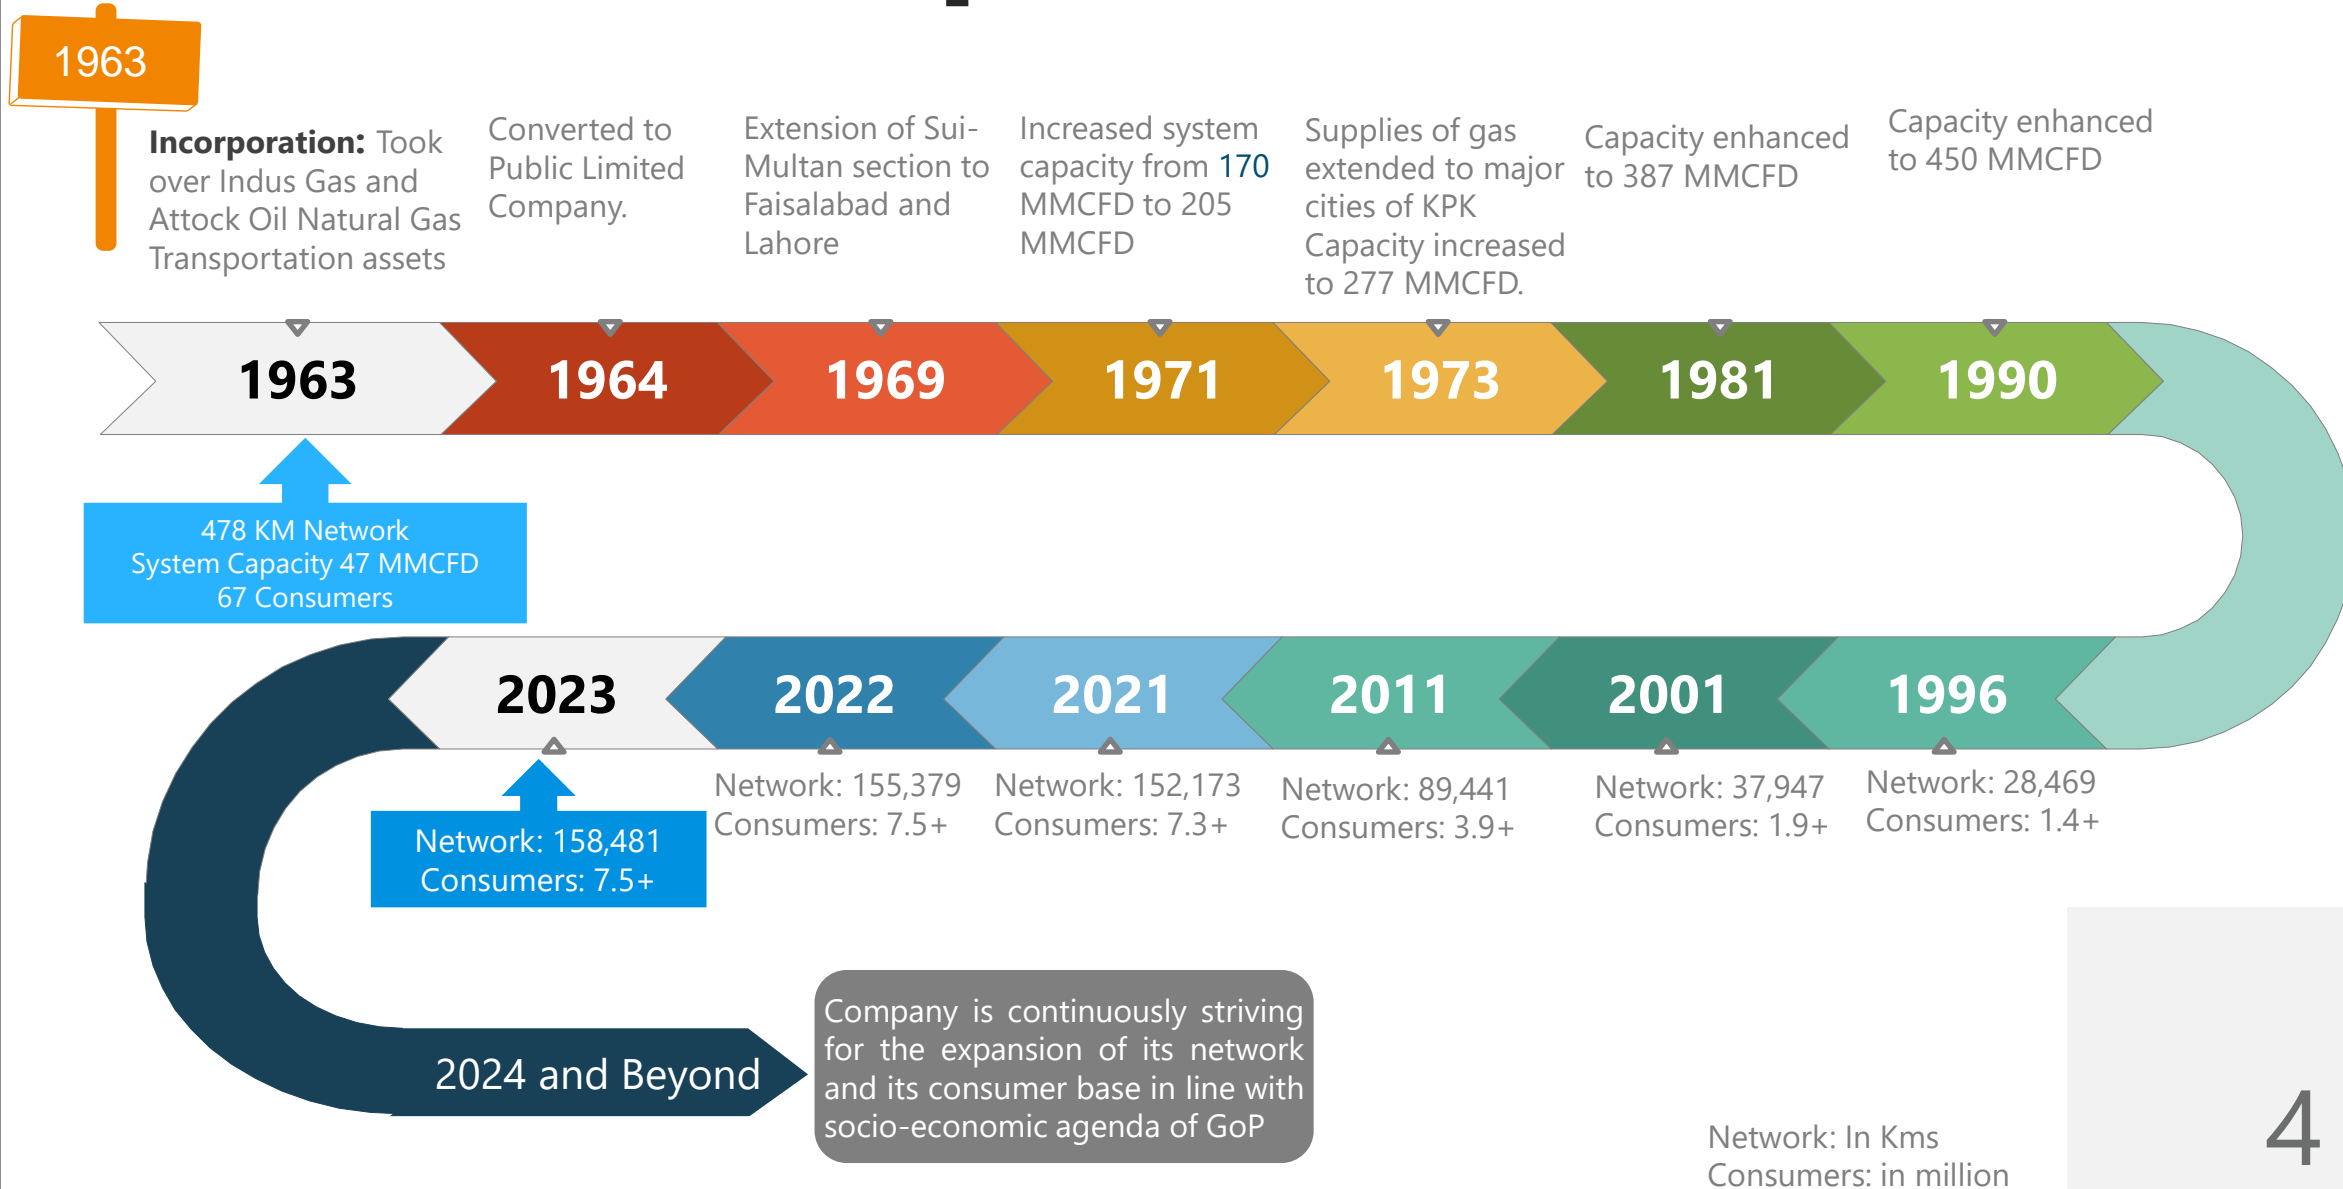 1963
Incorporation: Took
over Indus Gas and
Attock Oil Natural Gas
Transportation assets
Converted to
Public Limited
Company.
Extension of Sui-
Multan section to
Faisalabad and
Lahore
Increased system
capacity from 170
MMCFD to 205
MMCFD
Supplies of gas
extended to major
cities of KPK
Capacity increased
to 277 MMCFD.
Capacity enhanced
to 387 MMCFD
Capacity enhanced
to 450 MMCFD
1963
1964
1969
1971
1973
1981
1990
478 KM Network
System Capacity 47 MMCFD
67 Consumers
2023
2022
2021
2011
2001
1996
Network: 158,481
Consumers: 7.5+
Network: 155,379
Consumers: 7.5+
Network: 152,173
Consumers: 7.3+
Network: 89,441
Consumers: 3.9+
Network: 37,947
Consumers: 1.9+
Network: 28,469
Consumers: 1.4+
2024 and Beyond
Company is continuously striving
for the expansion of its network
and its consumer base in line with
socio-economic agenda of GoP
Network: In Kms
Consumers: in million
4